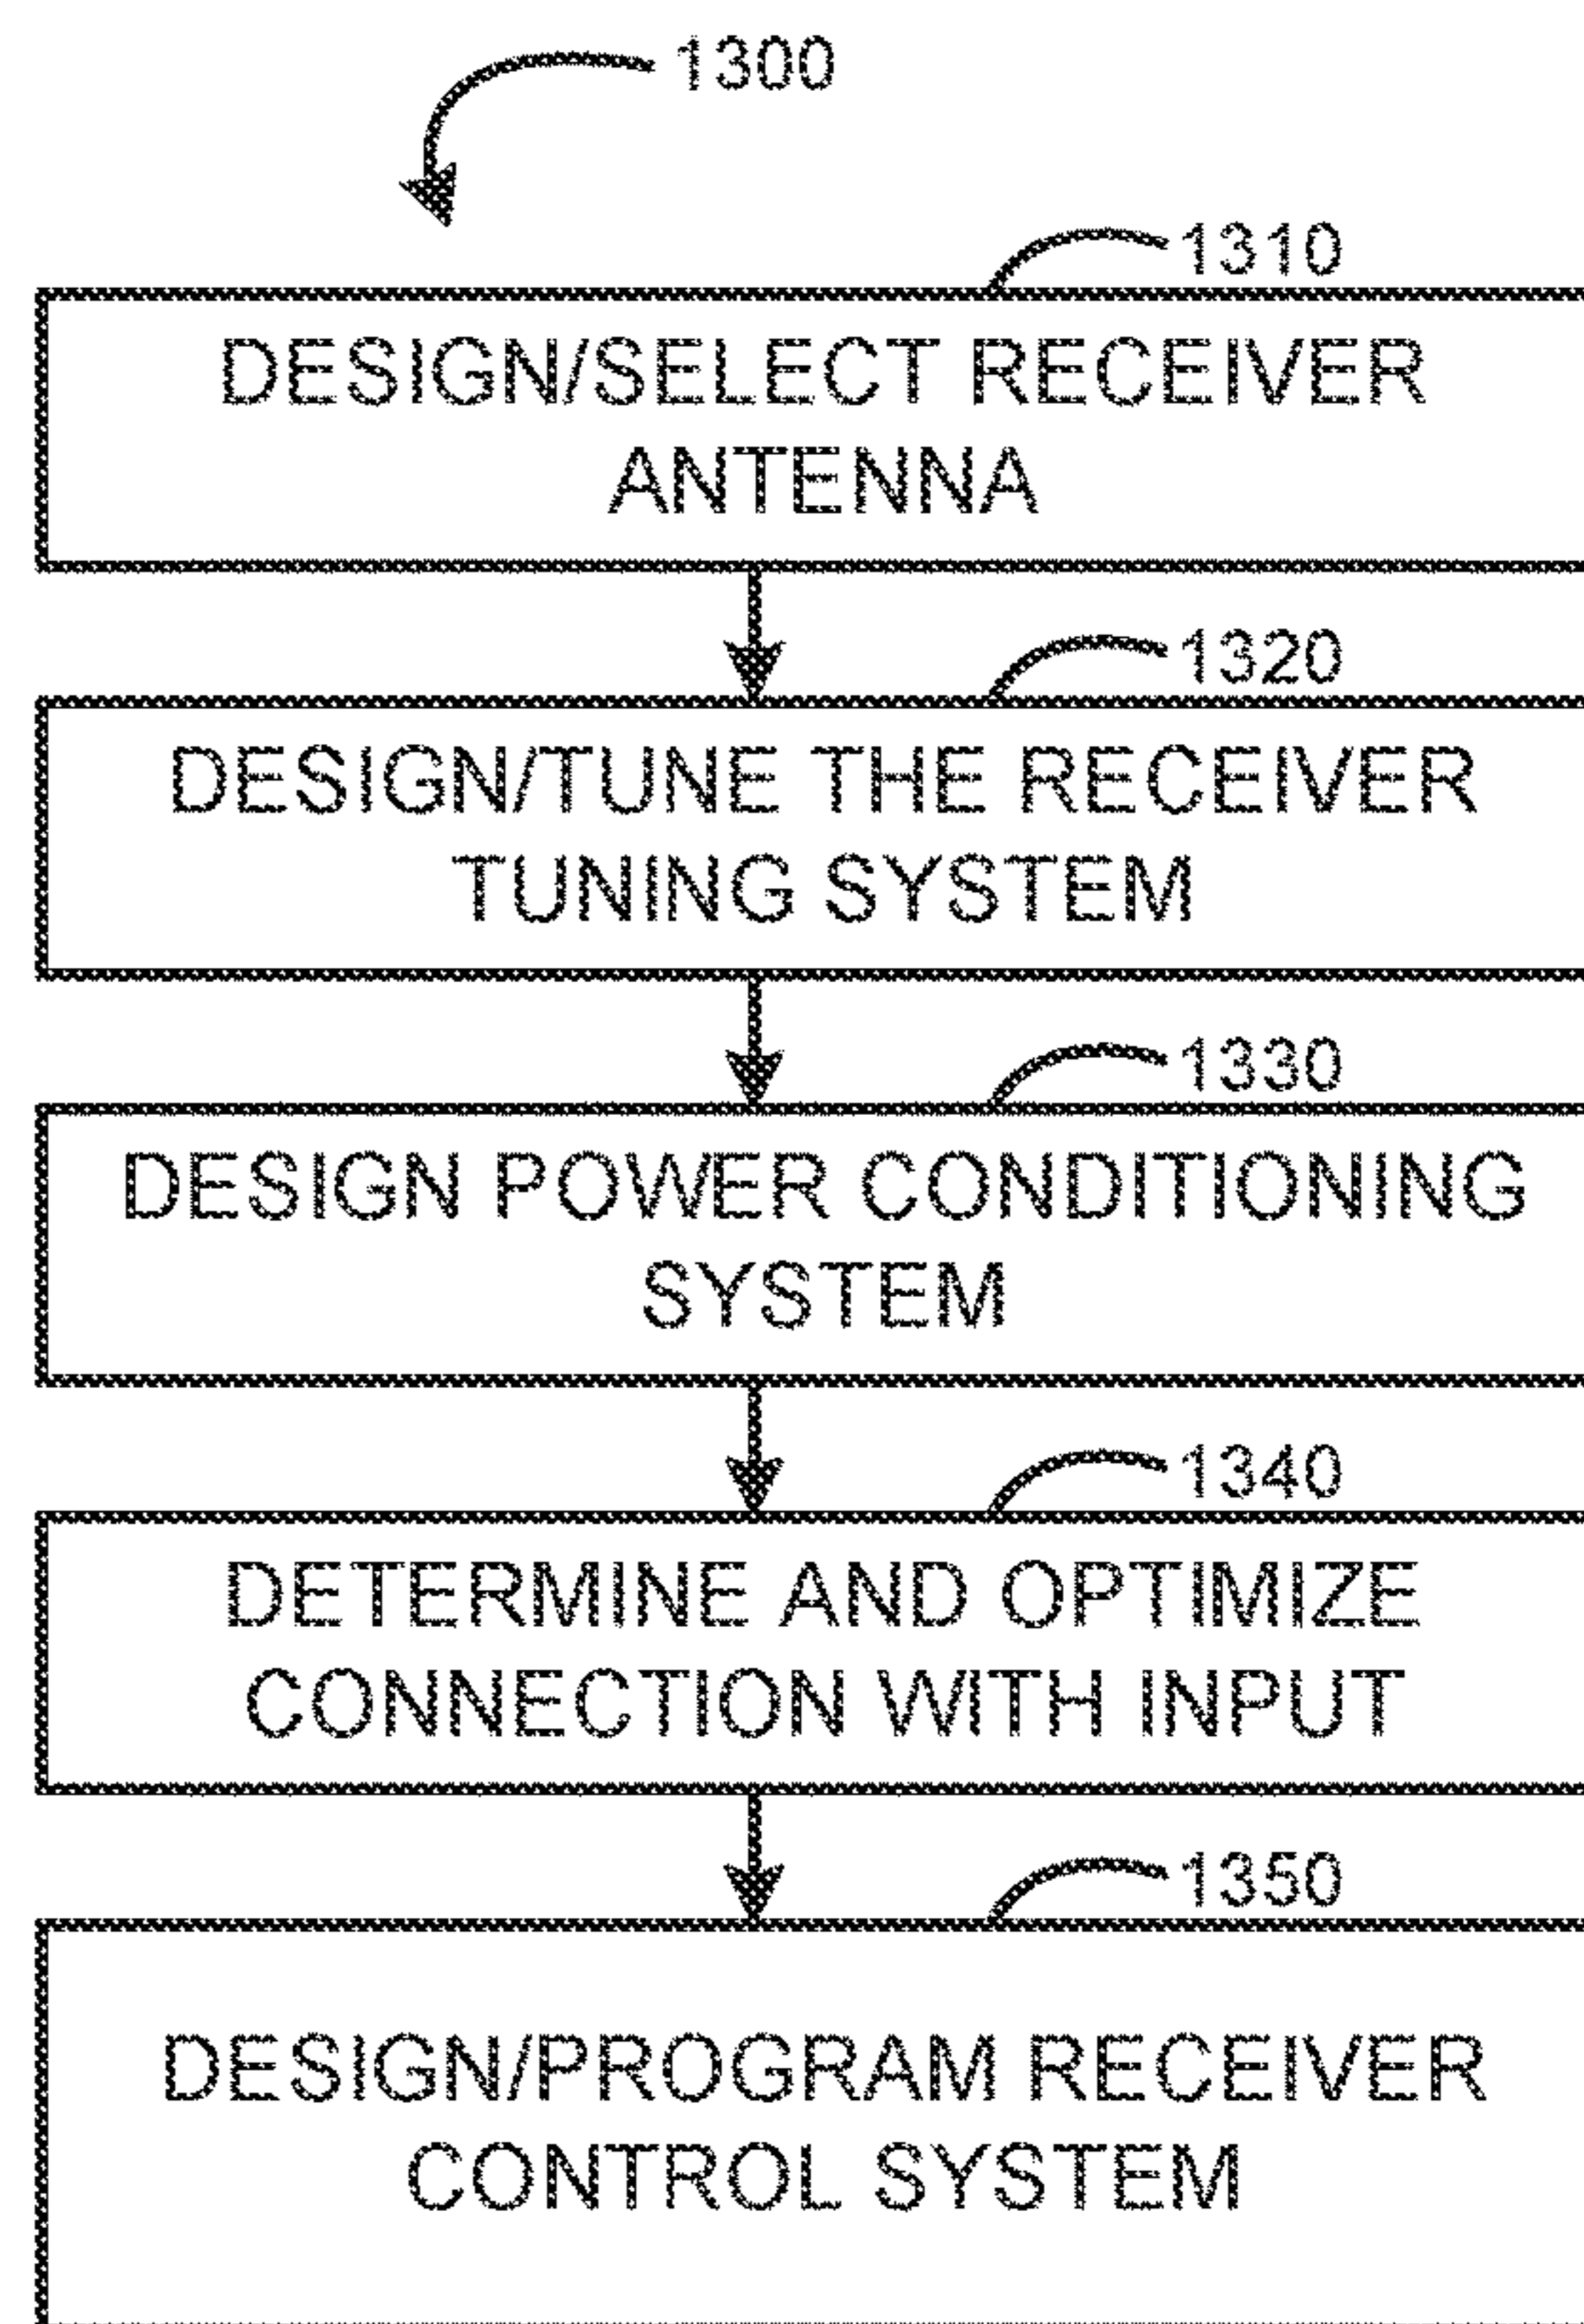 1300
1310
DESIGN/SELECT RECEIVER
ANTENNA
1320
DESIGN/TUNE THE RECEIVER
TUNING SYSTEM
1330
DESIGN POWER CONDITIONING
SYSTEM
1340
DETERMINE AND OPTIMIZE
CONNECTION WITH INPUT
1350
DESIGN/PROGRAM RECEIVER
CONTROL SYSTEM